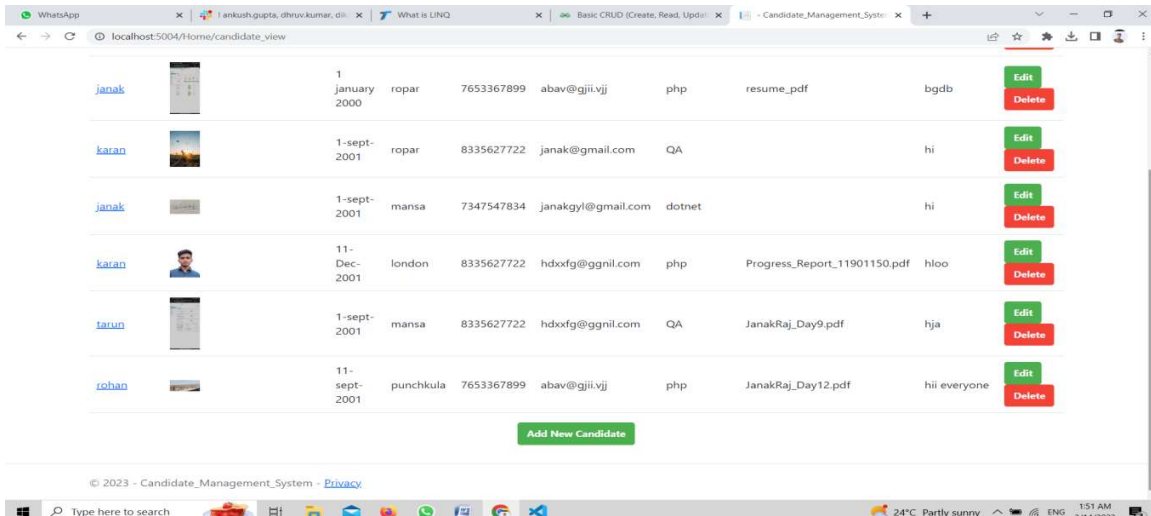 WhatsApp
! ankush.gupta, dhruv.kumar, dil
What is LINQ
Basic CRUD (Create, Read, Updat
- Candidate_Management_Syste
localhost:5004/Home/candidate_view
janak 1 january 2000 ropar 7653367899 abav@gjii.vjj php resume_pdf bgdb Edit Delete
karan 1-sept-2001 ropar 8335627722 janak@gmail.com QA hi Edit Delete
janak 1-sept-2001 mansa 7347547834 janakgyl@gmail.com dotnet hi Edit Delete
karan 11-Dec-2001 london 8335627722 hdxxfg@ggnil.com php Progress_Report_11901150.pdf hloo Edit Delete
tarun 1-sept-2001 mansa 8335627722 hdxxfg@ggnil.com QA JanakRaj_Day9.pdf hja Edit Delete
rohan 11-sept-2001 punchkula 7653367899 abav@gjii.vjj php JanakRaj_Day12.pdf hii everyone Edit Delete
Add New Candidate
© 2023 - Candidate_Management_System - Privacy
Type here to search
24°C Partly sunny
ENG
1:51 AM